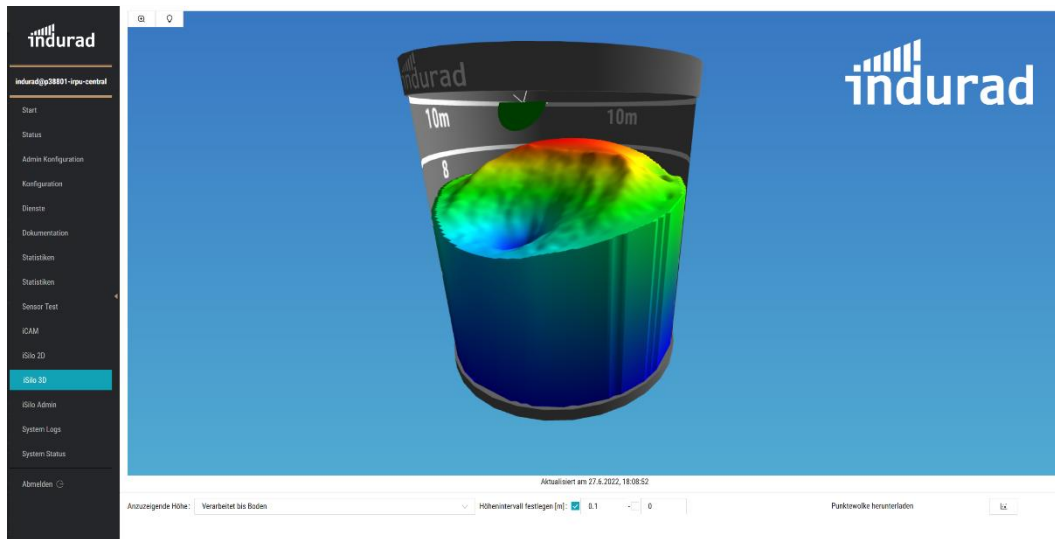 indurad
indurad@p38801-irpu-central
Start
Status
Admin Konfiguration
Konfiguration
Dienste
Dokumentation
Statistiken
Statistiken
Sensor Test
iCAM
iSilo 2D
iSilo 3D
iSilo Admin
System Logs
System Status
Abmelden
indurad
10m
10m
8
indurad
Aktualisiert am 27.6.2022, 18:08:52
Anzuzeigende Höhe: Verarbeitet bis Boden Höhenintervall festlegen [m]: 0.1 - 0 Punktewolke herunterladen